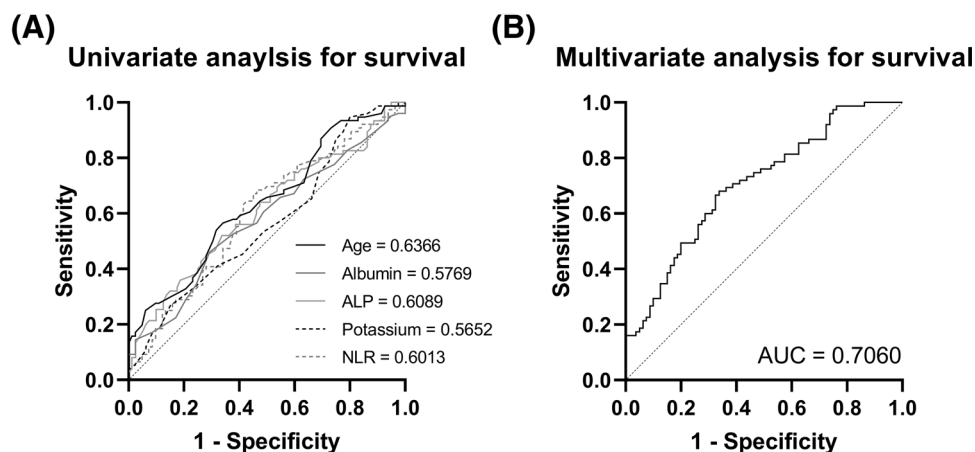 (A)
Univariate anaylsis for survival
1.0
0.8
0.6
0.4
0.2
0.0
Sensitivity
Age = 0.6366
Albumin = 0.5769
ALP = 0.6089
Potassium = 0.5652
NLR = 0.6013
0.0 0.2 0.4 0.6 0.8 1.0
1 - Specificity
(B)
Multivariate analysis for survival
1.0
0.8
0.6
0.4
0.2
0.0
Sensitivity
AUC = 0.7060
0.0 0.2 0.4 0.6 0.8 1.0
1 - Specificity